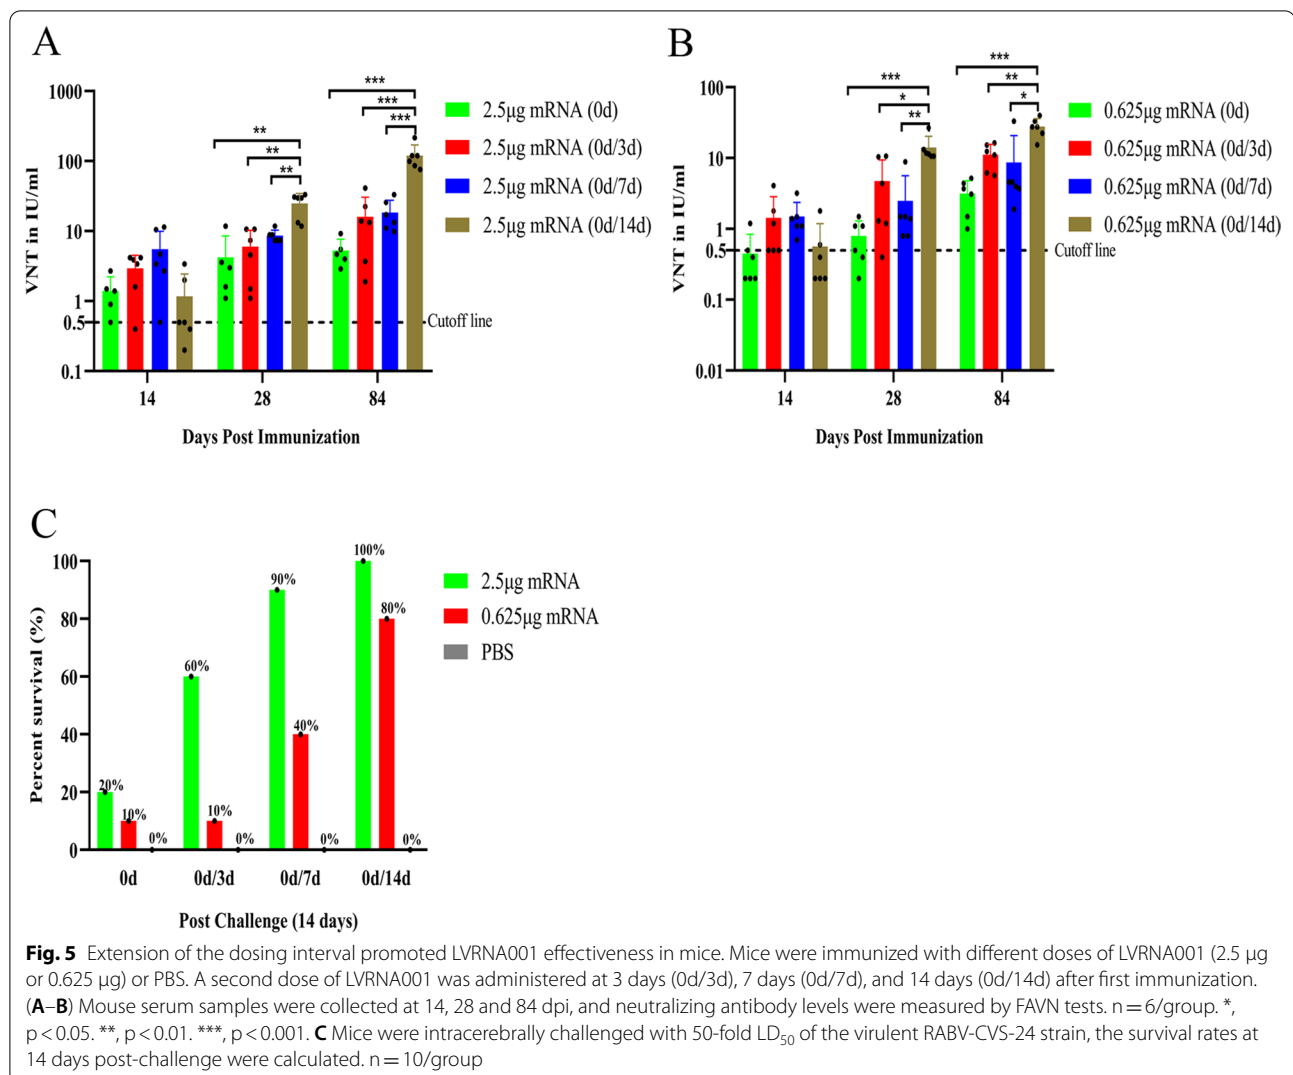 A
1000
100
10
1
0.5
0.1
VNT in IU/ml
***
***
***
**
**
**
Cutoff line
14 28 84
Days Post Immunization
2.5μg mRNA (0d)
2.5μg mRNA (0d/3d)
2.5μg mRNA (0d/7d)
2.5μg mRNA (0d/14d)
B
100
10
1
0.5
0.1
0.01
VNT in IU/ml
***
**
*
***
*
**
Cutoff line
14 28 84
Days Post Immunization
0.625μg mRNA (0d)
0.625μg mRNA (0d/3d)
0.625μg mRNA (0d/7d)
0.625μg mRNA (0d/14d)
C
100
80
60
40
20
0
Percent survival (%)
20% 10% 0%
60% 10% 0%
90% 40% 0%
100% 80% 0%
0d 0d/3d 0d/7d 0d/14d
Post Challenge (14 days)
2.5μg mRNA
0.625μg mRNA
PBS
Fig. 5 Extension of the dosing interval promoted LVRNA001 effectiveness in mice. Mice were immunized with different doses of LVRNA001 (2.5 μg
or 0.625 μg) or PBS. A second dose of LVRNA001 was administered at 3 days (0d/3d), 7 days (0d/7d), and 14 days (0d/14d) after first immunization.
(A–B) Mouse serum samples were collected at 14, 28 and 84 dpi, and neutralizing antibody levels were measured by FAVN tests. n = 6/group. *,
p < 0.05. **, p < 0.01. ***, p < 0.001. C Mice were intracerebrally challenged with 50-fold LD50 of the virulent RABV-CVS-24 strain, the survival rates at
14 days post-challenge were calculated. n = 10/group